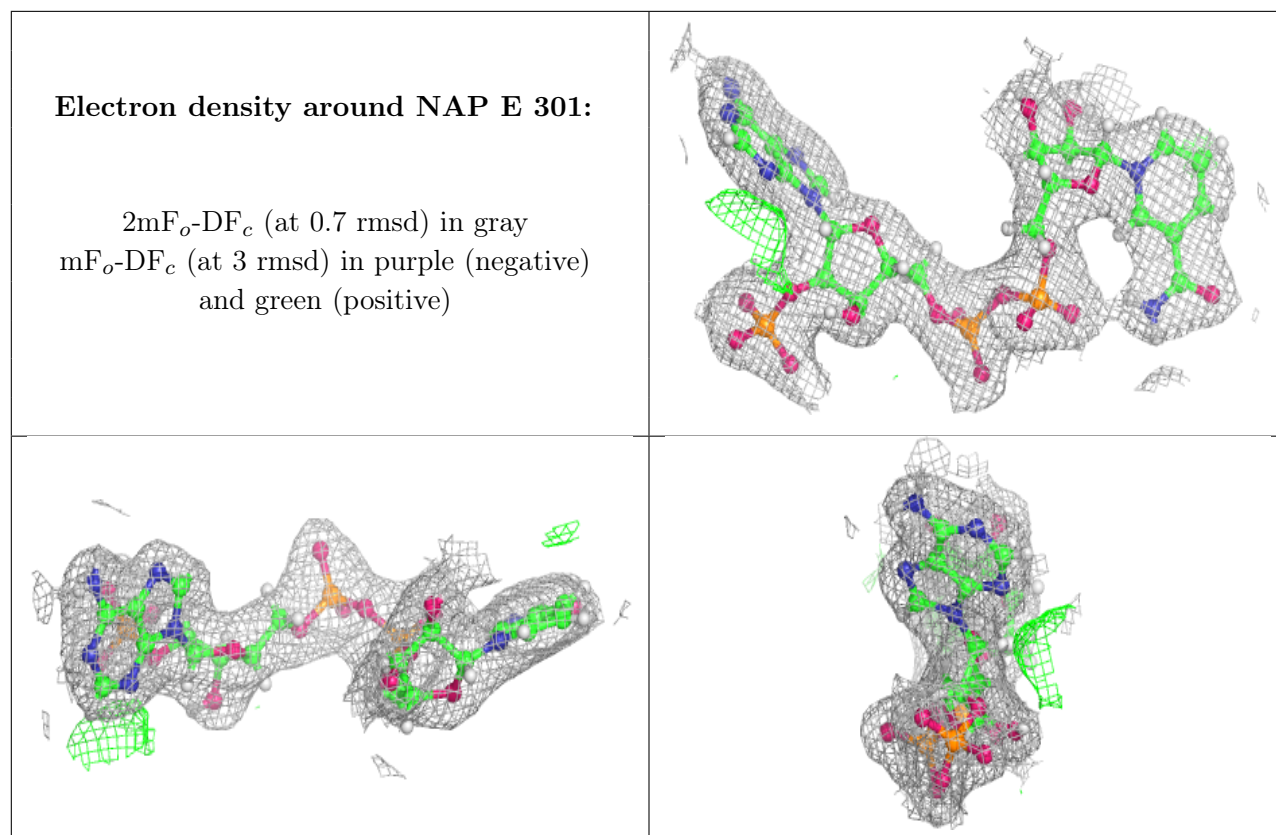 Electron density around NAP E 301:
2mFo-DFc (at 0.7 rmsd) in gray
mFo-DFc (at 3 rmsd) in purple (negative)
and green (positive)